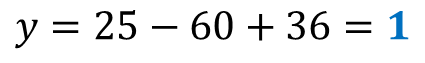 y = 25 − 60 + 36 = 1